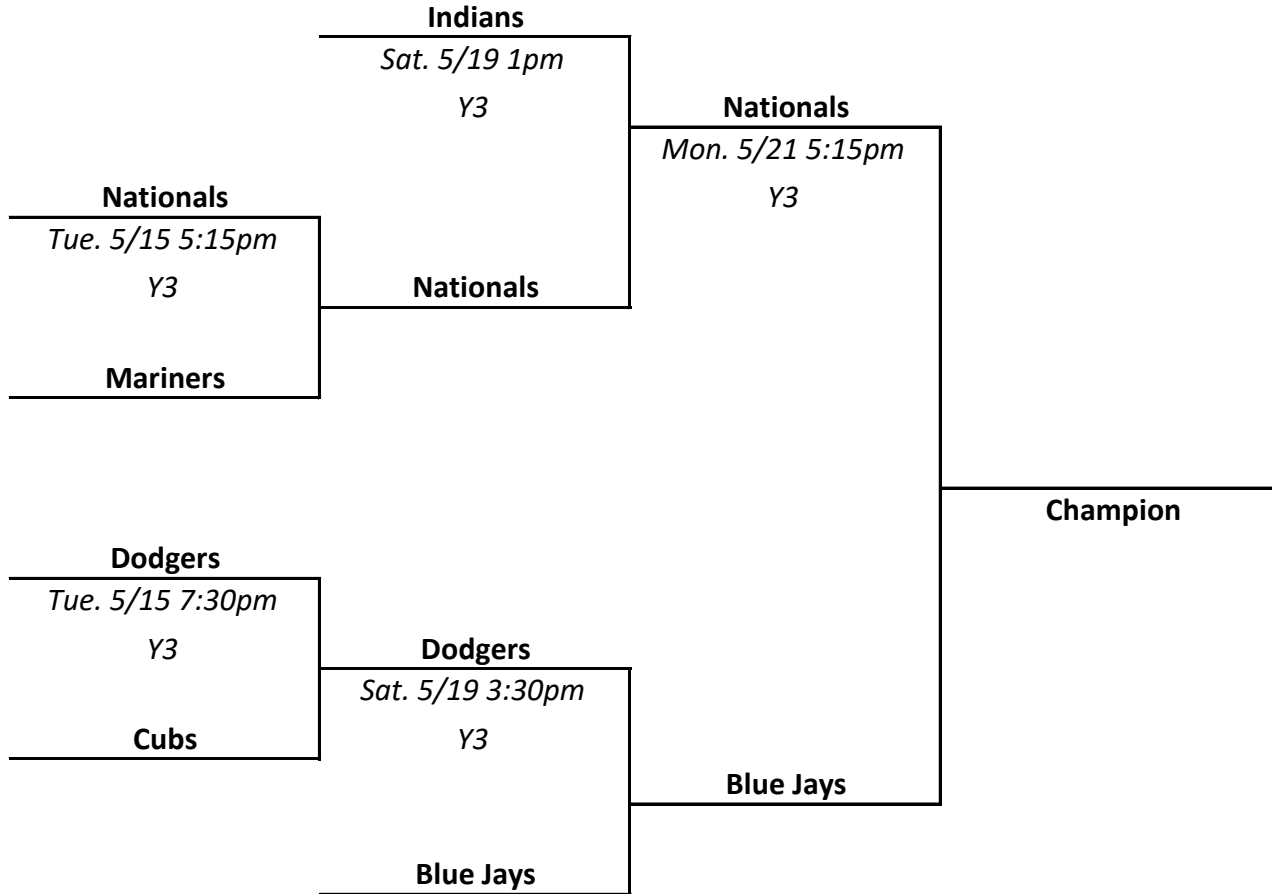 Indians
Sat. 5/19 1pm
Y3
Nationals
Mon. 5/21 5:15pm
Y3
Nationals
Tue. 5/15 5:15pm
Y3
Nationals
Mariners
Champion
Dodgers
Tue. 5/15 7:30pm
Y3
Dodgers
Sat. 5/19 3:30pm
Y3
Cubs
Blue Jays
Blue Jays